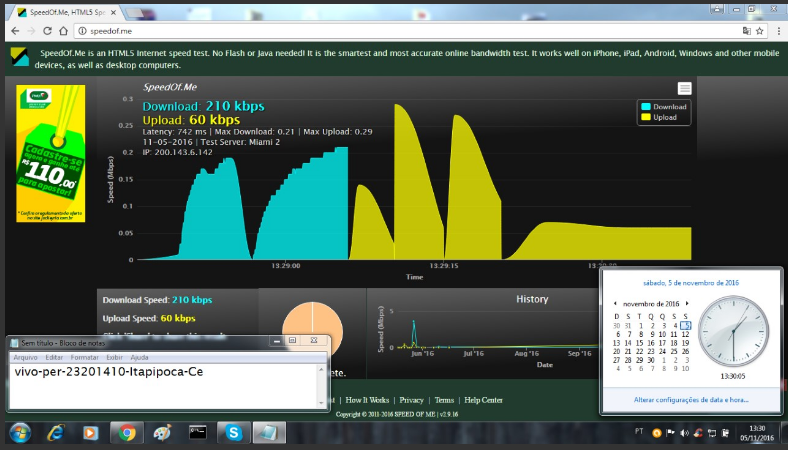 SpeedOf.Me, HTML5 Spe
speedof.me
SpeedOf.Me is an HTML5 Internet speed test. No Flash or Java needed! It is the smartest and most accurate online bandwidth test. It works well on iPhone, iPad, Android, Windows and other mobile
devices, as well as desktop computers.
SpeedOf.Me
Download: 210 kbps
Upload: 60 kbps
Latency: 742 ms | Max Download: 0.21 | Max Upload: 0.29
11-05-2016 | Test Server: Miami 2
IP: 200.143.6.142
Download
Upload
Speed (Mbps)
0.3
0.25
0.2
0.15
0.1
0.05
0
13:29:00
13:29:15
Time
Cadastre-se
R$
110,00
para apostar!
Download Speed: 210 kbps
Upload Speed: 60 kbps
History
Speed (Mbps)
5
0
Jun '16
Jul '16
Aug '16
Sep '16
Date
Sem título - Bloco de notas
Arquivo Editar Formatar Exibir Ajuda
vivo-per-23201410-Itapipoca-Ce
ete.
| How It Works | Privacy | Terms | Help Center
Copyright © 2011-2016 SPEED OF ME | v2.9.16
sábado, 5 de novembro de 2016
novembro de 2016
D S T Q Q S S
30 31 1 2 3 4 5
6 7 8 9 10 11 12
13 14 15 16 17 18 19
20 21 22 23 24 25 26
27 28 29 30 1 2 3
4 5 6 7 8 9 10
13:30:05
Alterar configurações de data e hora...
PT
13:30
05/11/2016